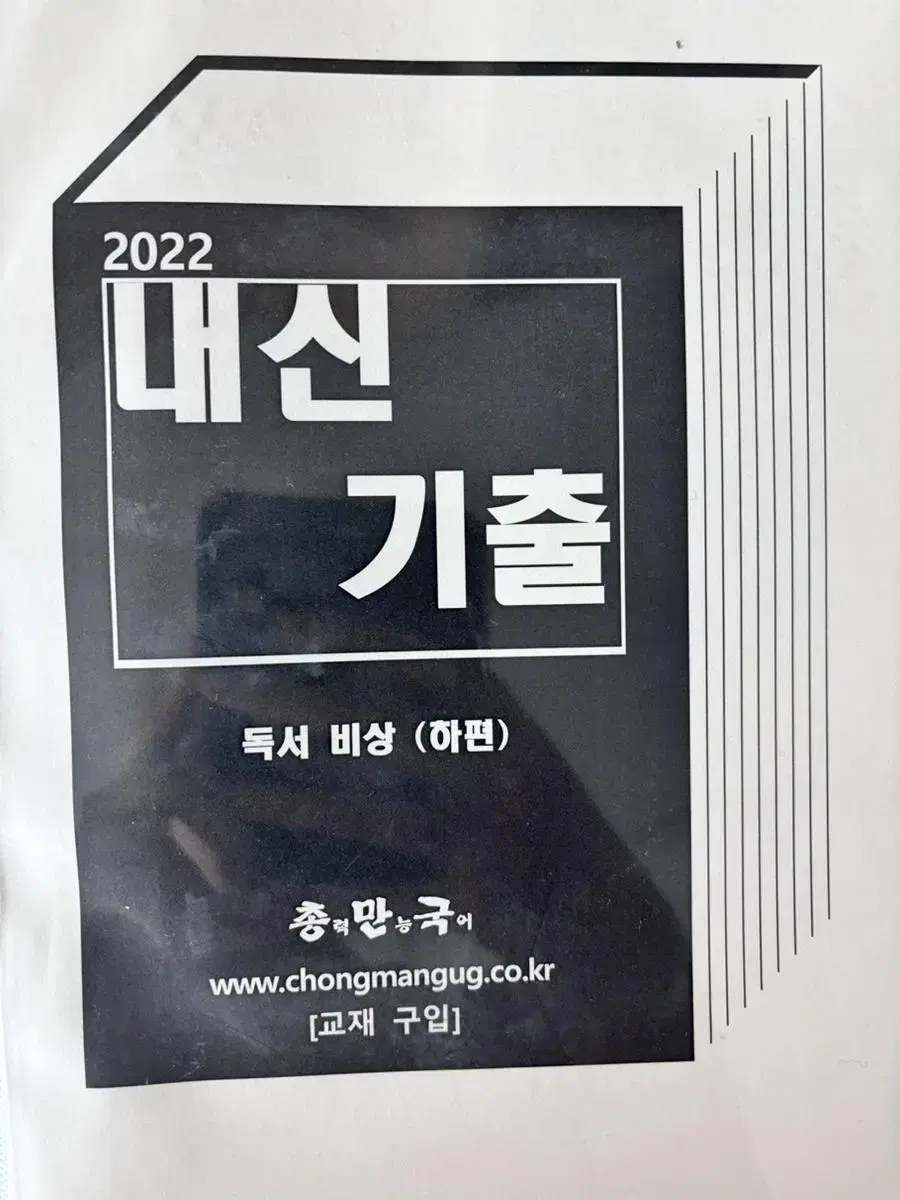 2022
내신
기출
독서 비상 (하편)
총력만능국어
www.chongmangug.co.kr
[교재 구입]